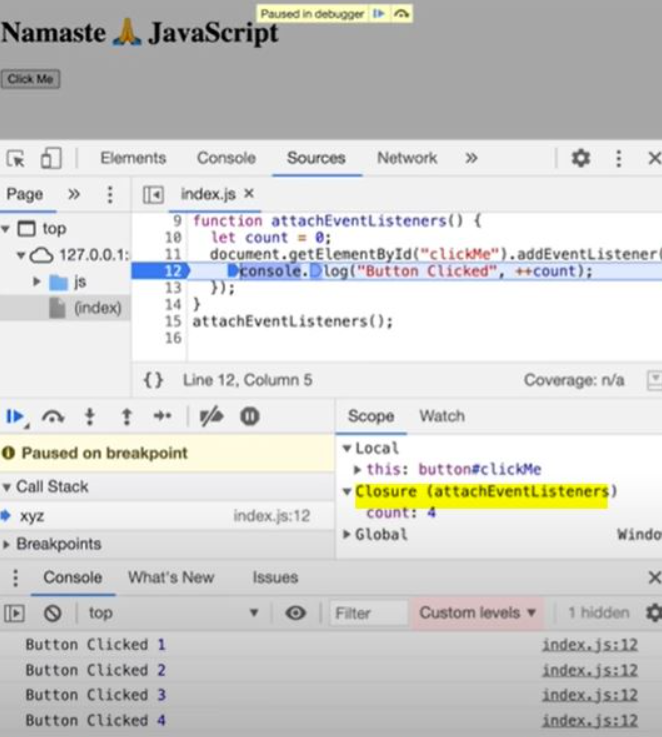 Paused in debugger
Namaste 🙏 JavaScript
Click Me
Elements Console Sources Network »
Page » index.js ×
top
127.0.0.1:
js
(index)
9 function attachEventListeners() {
10 let count = 0;
11 document.getElementById("clickMe").addEventListener(
12 console.log("Button Clicked", ++count);
13 });
14 }
15 attachEventListeners();
16
{} Line 12, Column 5 Coverage: n/a
Scope Watch
Paused on breakpoint
Call Stack
xyz index.js:12
Breakpoints
Local
this: button#clickMe
Closure (attachEventListeners)
count: 4
Global Windo
Console What's New Issues
top Filter Custom levels 1 hidden
Button Clicked 1 index.js:12
Button Clicked 2 index.js:12
Button Clicked 3 index.js:12
Button Clicked 4 index.js:12